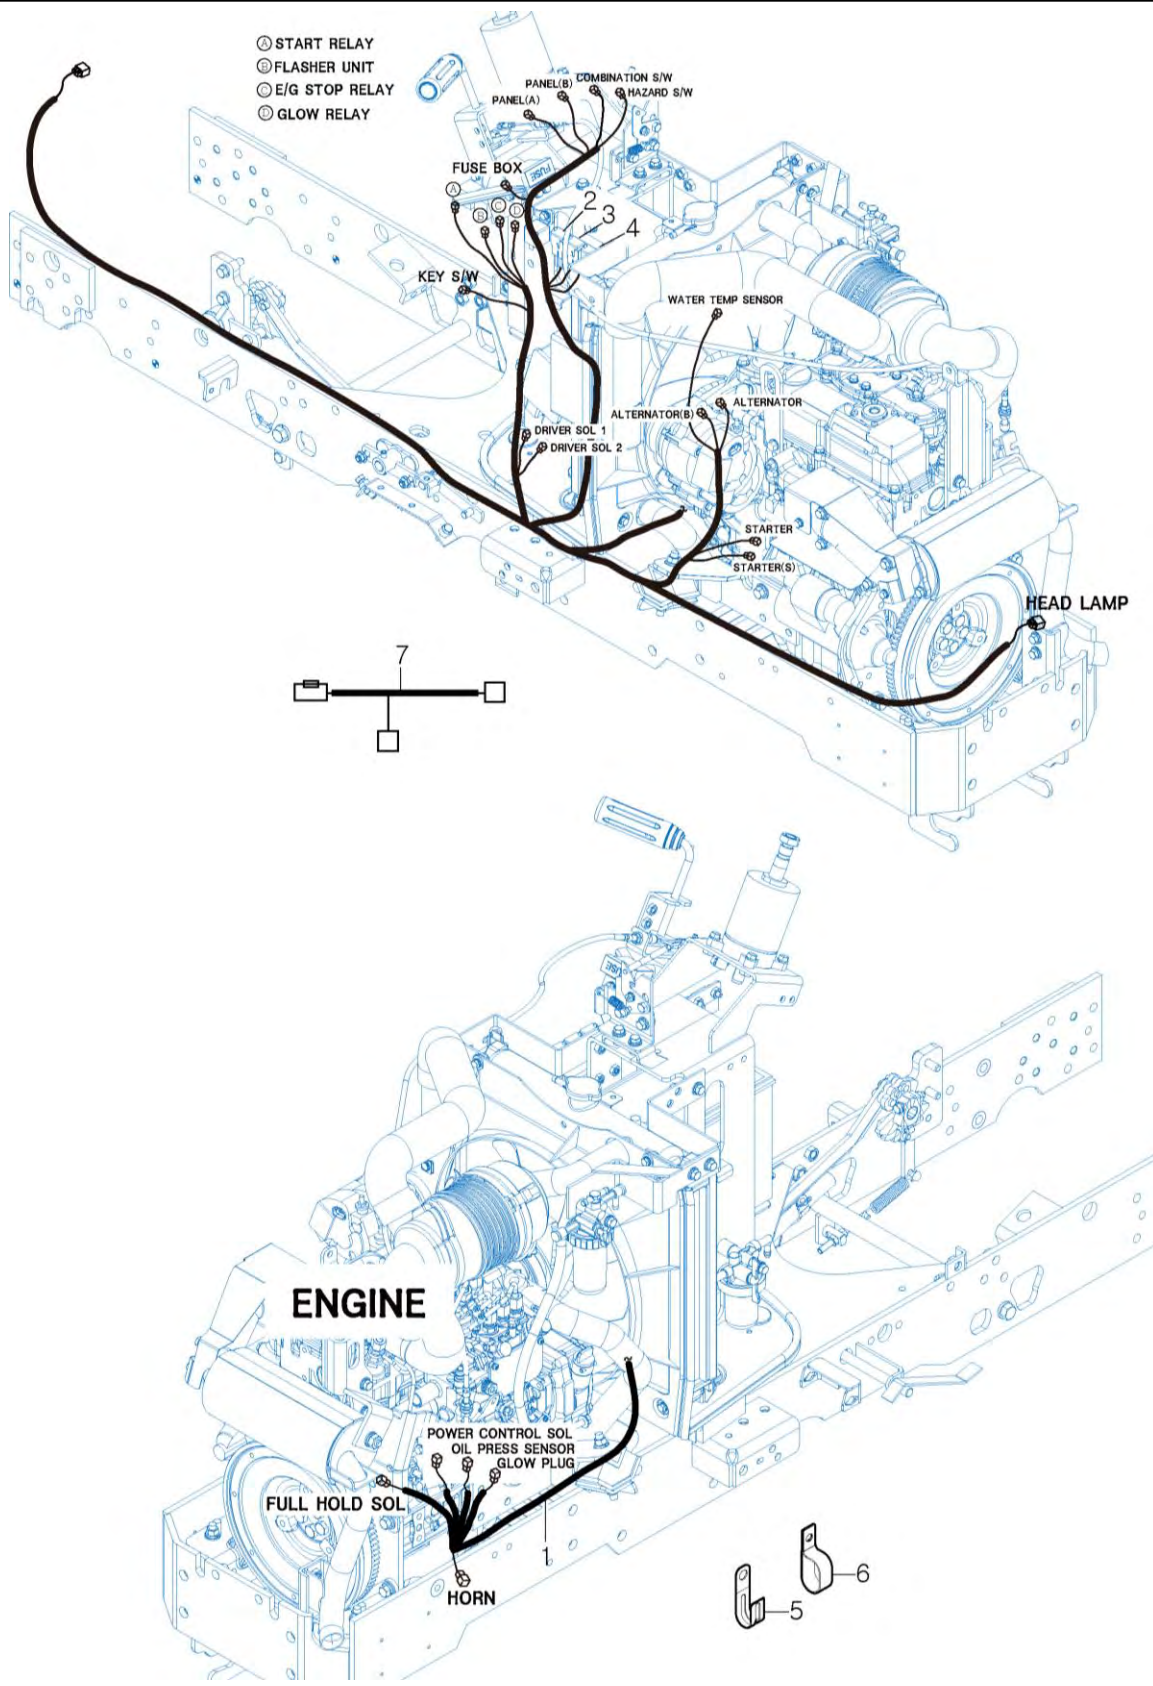 Ⓐ START RELAY
Ⓑ FLASHER UNIT
Ⓒ E/G STOP RELAY
Ⓓ GLOW RELAY
COMBINATION S/W
PANEL(B)
HAZARD S/W
PANEL(A)
FUSE BOX
FUSE
Ⓐ
Ⓑ
Ⓒ
Ⓓ
2
3
4
KEY S/W
WATER TEMP SENSOR
ALTERNATOR
ALTERNATOR(B)
DRIVER SOL 1
DRIVER SOL 2
STARTER
STARTER(S)
HEAD LAMP
7
FUSE
ENGINE
POWER CONTROL SOL
OIL PRESS SENSOR
GLOW PLUG
FULL HOLD SOL
1
HORN
6
5